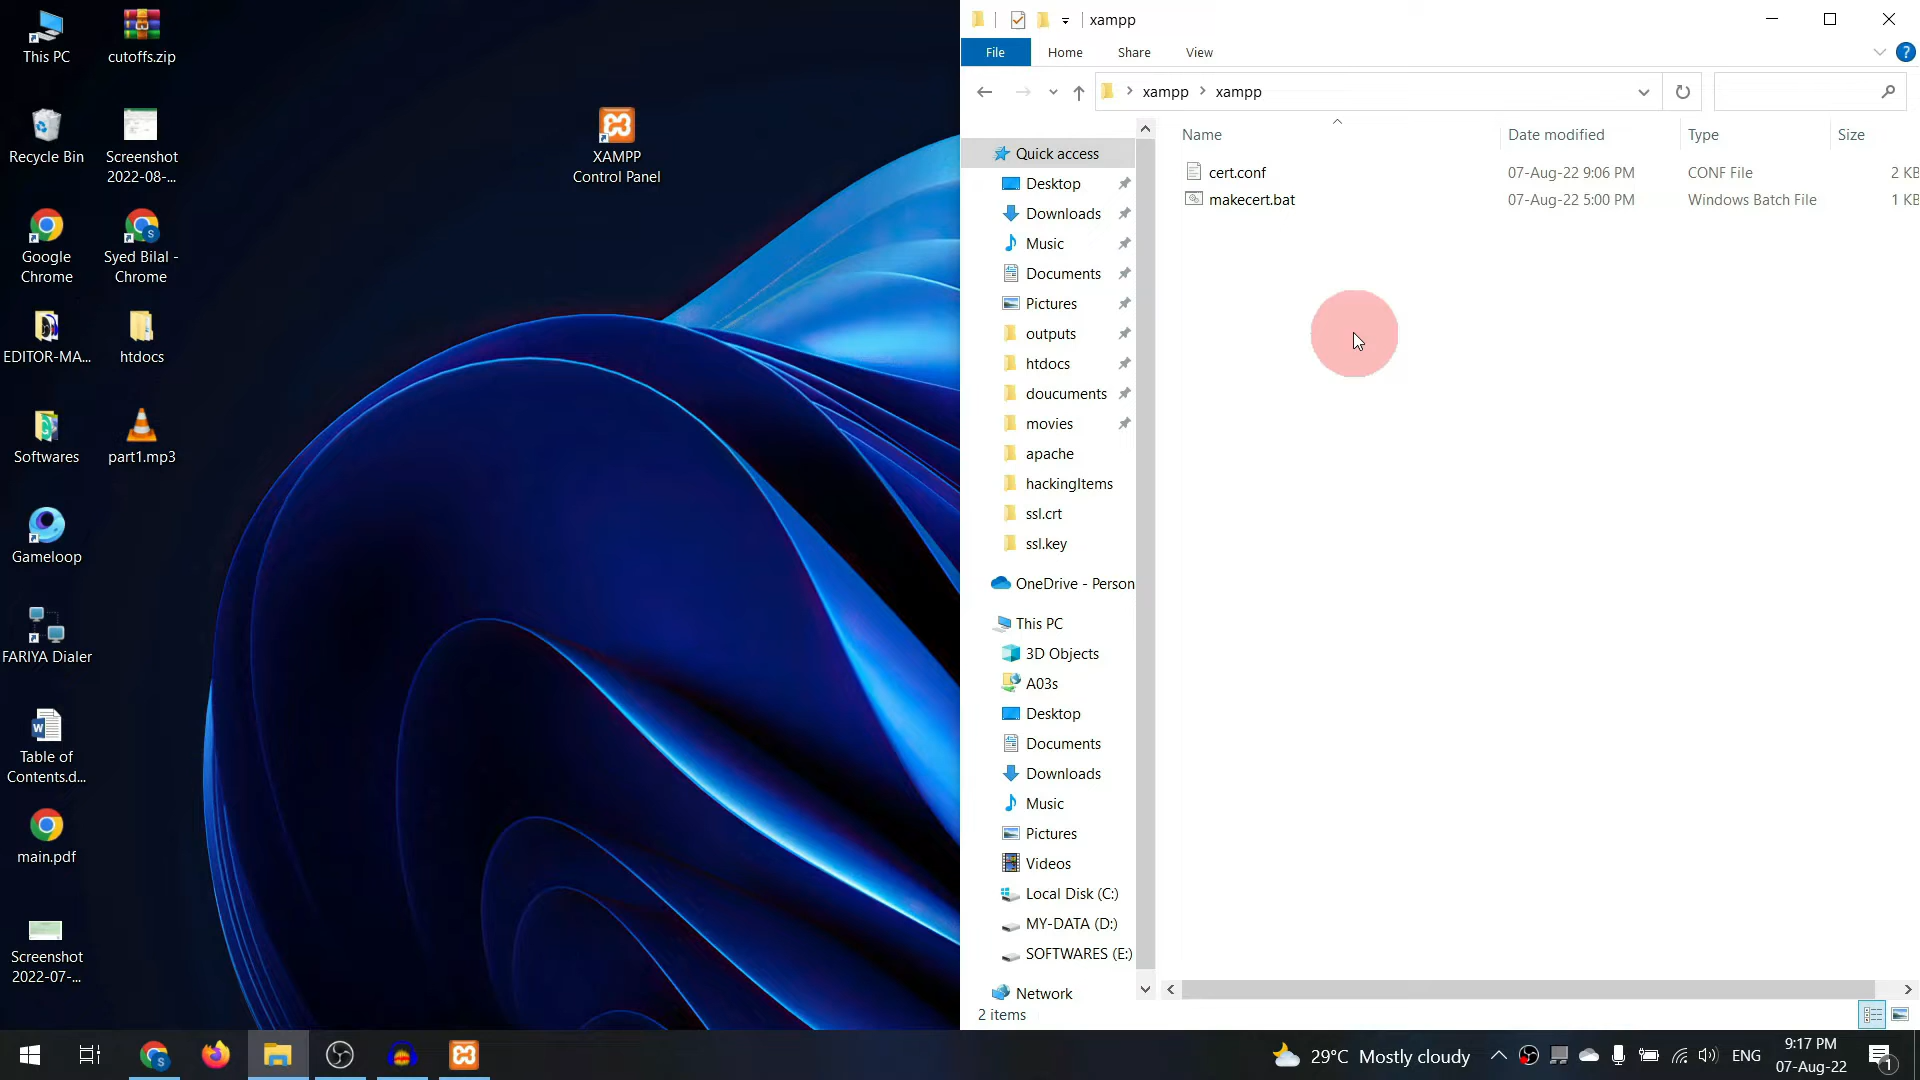 This PC
cutoffs.zip
Recycle Bin
Screenshot
2022-08-...
XAMPP
Control Panel
Google
Chrome
Syed Bilal -
Chrome
EDITOR-MA...
htdocs
Softwares
part1.mp3
Gameloop
FARIYA Dialer
Table of
Contents.d...
main.pdf
Screenshot
2022-07-...
xampp
File Home Share View
xampp xampp
Name Date modified Type Size
cert.conf 07-Aug-22 9:06 PM CONF File 2 KB
makecert.bat 07-Aug-22 5:00 PM Windows Batch File 1 KB
Quick access
Desktop
Downloads
Music
Documents
Pictures
outputs
htdocs
doucuments
movies
apache
hackingItems
ssl.crt
ssl.key
OneDrive - Person
This PC
3D Objects
A03s
Desktop
Documents
Downloads
Music
Pictures
Videos
Local Disk (C:)
MY-DATA (D:)
SOFTWARES (E:)
Network
2 items
29°C Mostly cloudy
ENG
9:17 PM
07-Aug-22
1